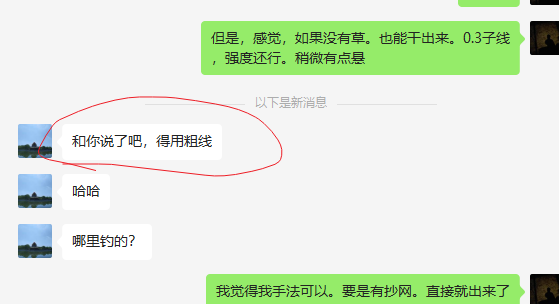 但是，感觉，如果没有草。也能干出来。0.3子线
，强度还行。稍微有点悬
以下是新消息
和你说了吧，得用粗线
哈哈
哪里钓的？
我觉得我手法可以。要是有抄网。直接就出来了